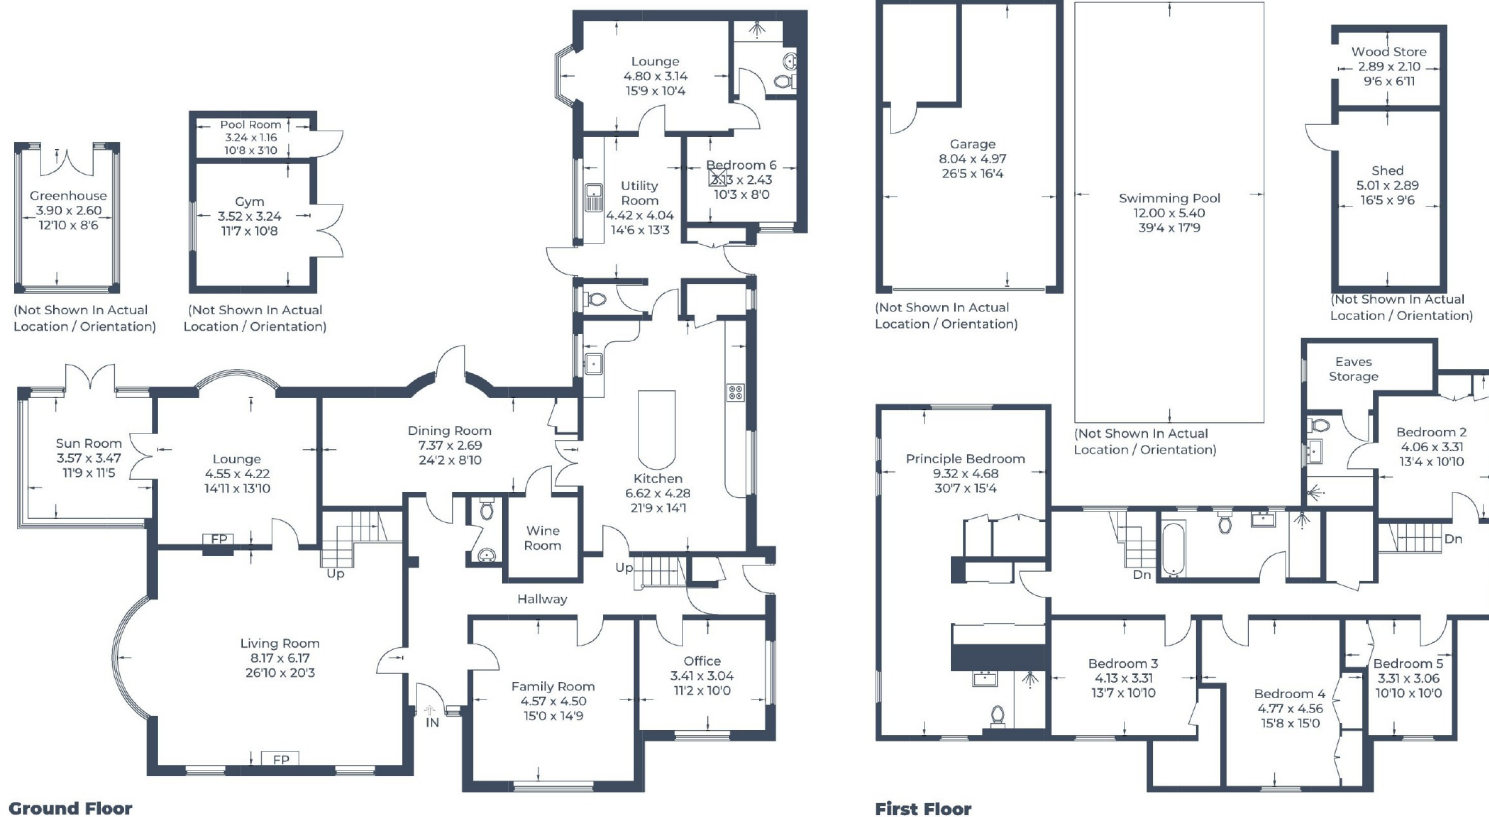 Lounge
4.80 x 3.14
15'9 x 10'4
Pool Room
3.24 x 1.16
10'8 x 3'10
Greenhouse
3.90 x 2.60
12'10 x 8'6
Gym
3.52 x 3.24
11'7 x 10'8
(Not Shown In Actual
Location / Orientation)
(Not Shown In Actual
Location / Orientation)
Utility
Room
4.42 x 4.04
14'6 x 13'3
Bedroom 6
3.13 x 2.43
10'3 x 8'0
Garage
8.04 x 4.97
26'5 x 16'4
(Not Shown In Actual
Location / Orientation)
Swimming Pool
12.00 x 5.40
39'4 x 17'9
(Not Shown In Actual
Location / Orientation)
Wood Store
2.89 x 2.10
9'6 x 6'11
Shed
5.01 x 2.89
16'5 x 9'6
(Not Shown In Actual
Location / Orientation)
Sun Room
3.57 x 3.47
11'9 x 11'5
Lounge
4.55 x 4.22
14'11 x 13'10
FP
Dining Room
7.37 x 2.69
24'2 x 8'10
Kitchen
6.62 x 4.28
21'9 x 14'1
Wine
Room
Up
Up
Hallway
Living Room
8.17 x 6.17
26'10 x 20'3
FP
IN
Family Room
4.57 x 4.50
15'0 x 14'9
Office
3.41 x 3.04
11'2 x 10'0
Ground Floor
Eaves
Storage
Bedroom 2
4.06 x 3.31
13'4 x 10'10
Principle Bedroom
9.32 x 4.68
30'7 x 15'4
Dn
Dn
Bedroom 3
4.13 x 3.31
13'7 x 10'10
Bedroom 4
4.77 x 4.56
15'8 x 15'0
Bedroom 5
3.31 x 3.06
10'10 x 10'0
First Floor